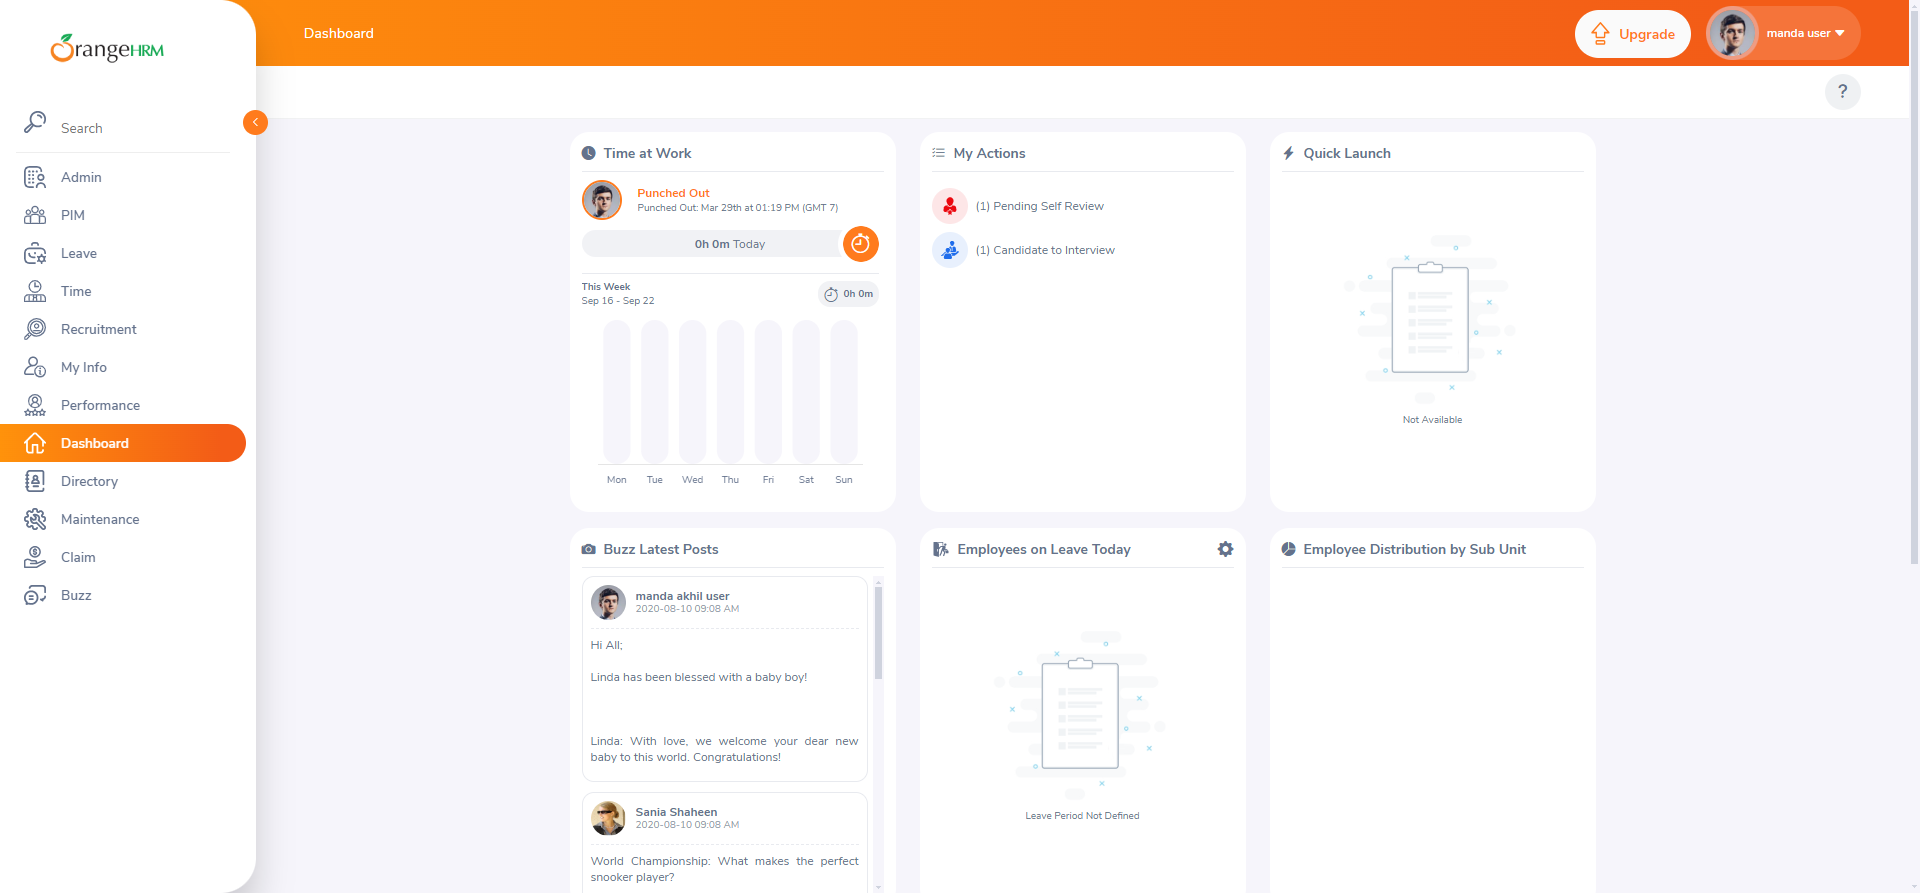 OrangeHRM
Search
Admin
PIM
Leave
Time
Recruitment
My Info
Performance
Dashboard
Directory
Maintenance
Claim
Buzz
Dashboard
Upgrade
manda user
?
Time at Work
Punched Out
Punched Out: Mar 29th at 01:19 PM (GMT 7)
0h 0m Today
This Week
Sep 16 - Sep 22
0h 0m
Mon Tue Wed Thu Fri Sat Sun
My Actions
(1) Pending Self Review
(1) Candidate to Interview
Quick Launch
Not Available
Buzz Latest Posts
manda akhil user
2020-08-10 09:08 AM
Hi All;
Linda has been blessed with a baby boy!
Linda: With love, we welcome your dear new
baby to this world. Congratulations!
Sania Shaheen
2020-08-10 09:08 AM
World Championship: What makes the perfect
snooker player?
Employees on Leave Today
Leave Period Not Defined
Employee Distribution by Sub Unit